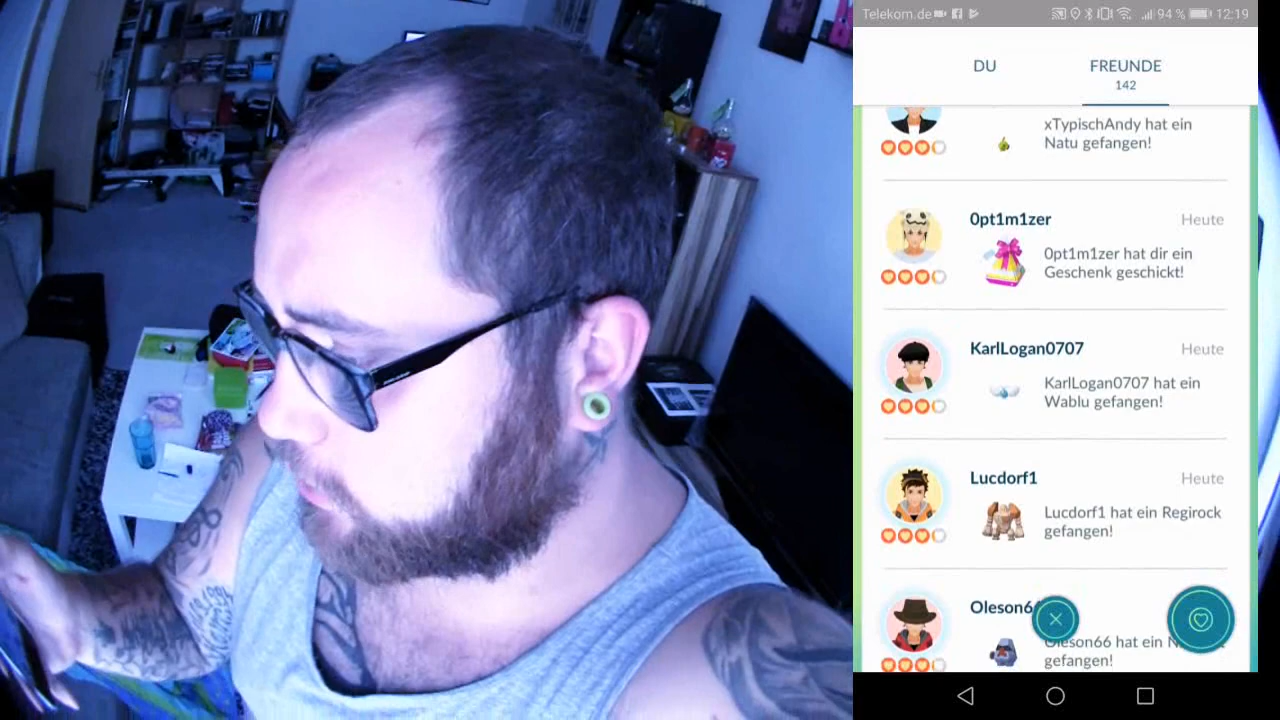 Telekom.de 94 % 12:19
DU FREUNDE
142
xTypischAndy hat ein
Natu gefangen!
0pt1m1zer Heute
0pt1m1zer hat dir ein
Geschenk geschickt!
KarlLogan0707 Heute
KarlLogan0707 hat ein
Wablu gefangen!
Lucdorf1 Heute
Lucdorf1 hat ein Regirock
gefangen!
hat ein
gefangen!